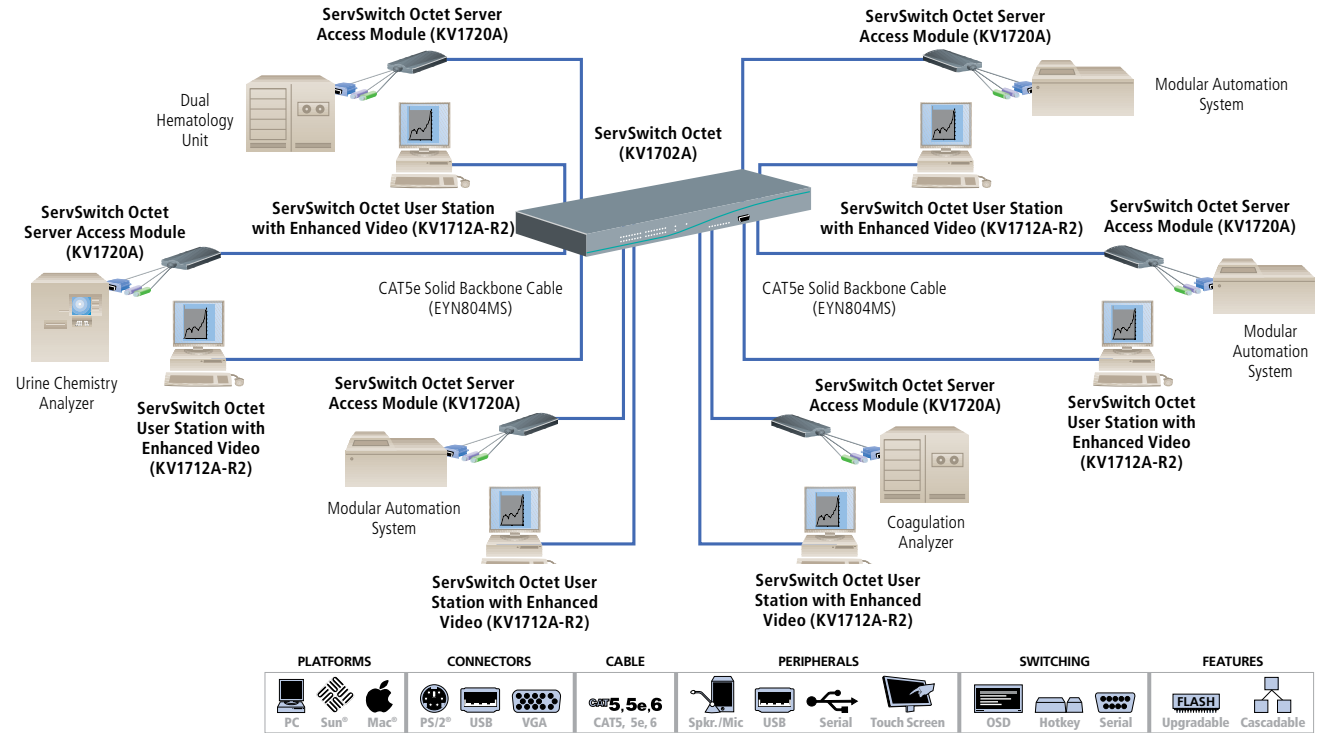 ServSwitch Octet Server
Access Module (KV1720A)
ServSwitch Octet Server
Access Module (KV1720A)
Dual
Hematology
Unit
Modular Automation
System
ServSwitch Octet
(KV1702A)
ServSwitch Octet User Station
with Enhanced Video (KV1712A-R2)
ServSwitch Octet User Station
with Enhanced Video (KV1712A-R2)
ServSwitch Octet
Server Access Module
(KV1720A)
ServSwitch Octet Server
Access Module (KV1720A)
CAT5e Solid Backbone Cable
(EYN804MS)
CAT5e Solid Backbone Cable
(EYN804MS)
Urine Chemistry
Analyzer
Modular
Automation
System
ServSwitch Octet
User Station with
Enhanced Video
(KV1712A-R2)
ServSwitch Octet Server
Access Module (KV1720A)
ServSwitch Octet Server
Access Module (KV1720A)
ServSwitch Octet
User Station with
Enhanced Video
(KV1712A-R2)
Modular Automation
System
Coagulation
Analyzer
ServSwitch Octet User
Station with Enhanced
Video (KV1712A-R2)
ServSwitch Octet User
Station with Enhanced
Video (KV1712A-R2)
PLATFORMS CONNECTORS CABLE PERIPHERALS SWITCHING FEATURES
CAT5,5e,6 FLASH
PC Sun® Mac® PS/2® USB VGA CAT5, 5e, 6 Spkr./Mic USB Serial Touch Screen OSD Hotkey Serial Upgradable Cascadable